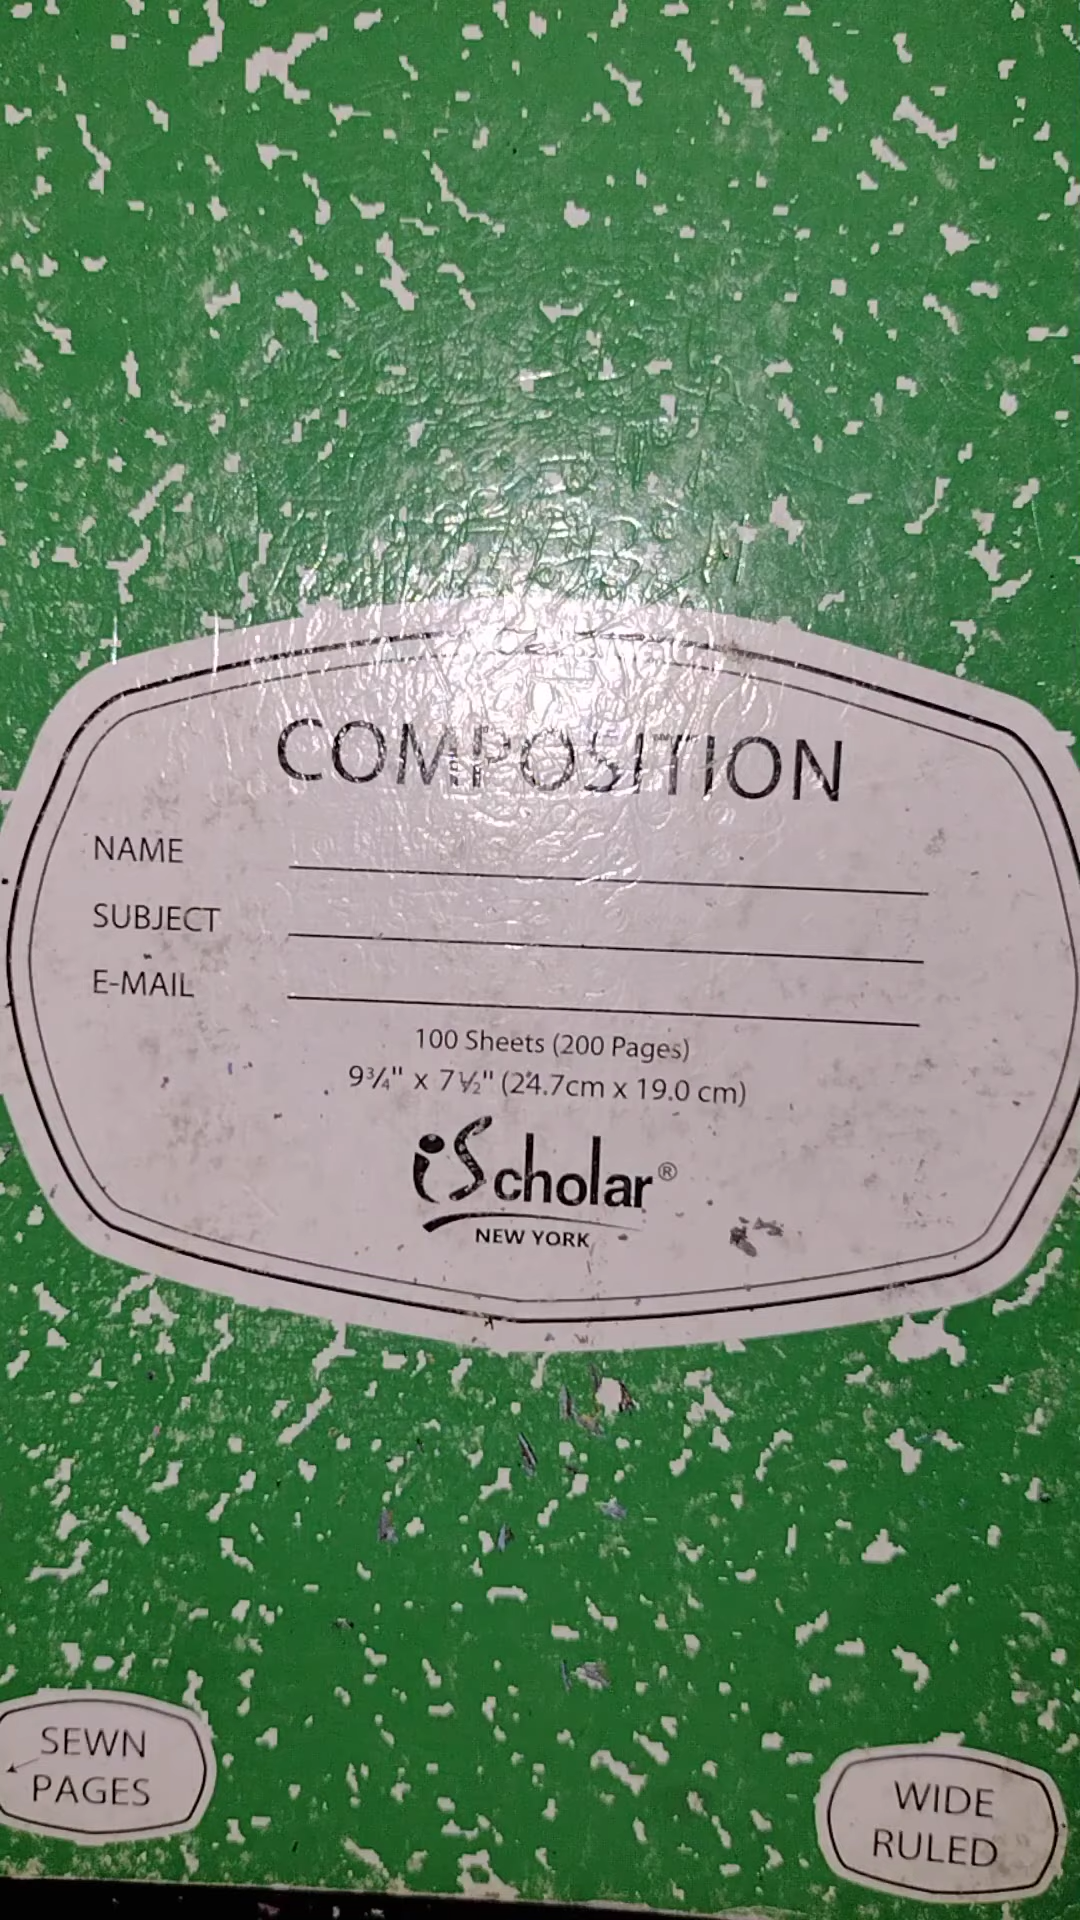 COMPOSITION
NAME
SUBJECT
E-MAIL
100 Sheets (200 Pages)
9¾" x 7½" (24.7cm x 19.0 cm)
iScholar®
NEW YORK
SEWN
PAGES
WIDE
RULED